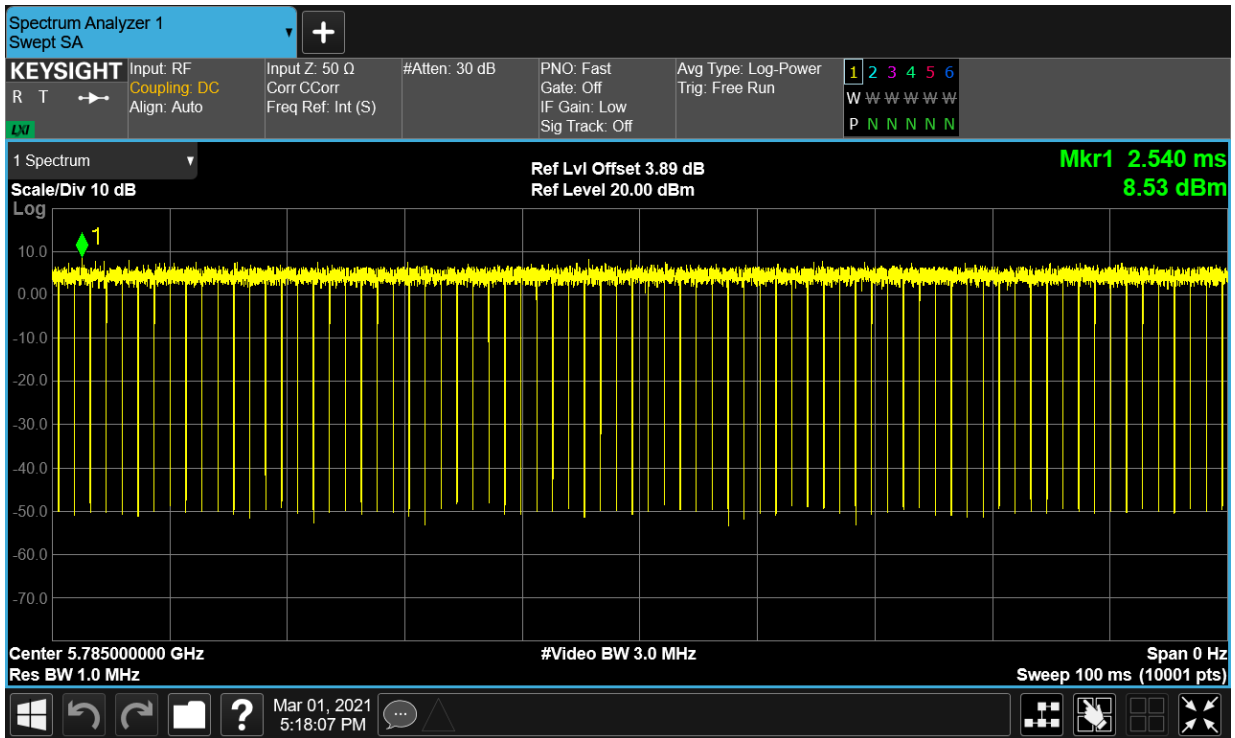 Spectrum Analyzer 1
Swept SA
KEYSIGHT
R T
LXI
Input: RF
Coupling: DC
Align: Auto
Input Z: 50 Ω
Corr CCorr
Freq Ref: Int (S)
#Atten: 30 dB
PNO: Fast
Gate: Off
IF Gain: Low
Sig Track: Off
Avg Type: Log-Power
Trig: Free Run
1 2 3 4 5 6
W W W W W W
P N N N N N
1 Spectrum
Scale/Div 10 dB
Log
Ref Lvl Offset 3.89 dB
Ref Level 20.00 dBm
Mkr1 2.540 ms
8.53 dBm
1
10.0
0.00
-10.0
-20.0
-30.0
-40.0
-50.0
-60.0
-70.0
Center 5.785000000 GHz
Res BW 1.0 MHz
#Video BW 3.0 MHz
Span 0 Hz
Sweep 100 ms (10001 pts)
?
Mar 01, 2021
5:18:07 PM